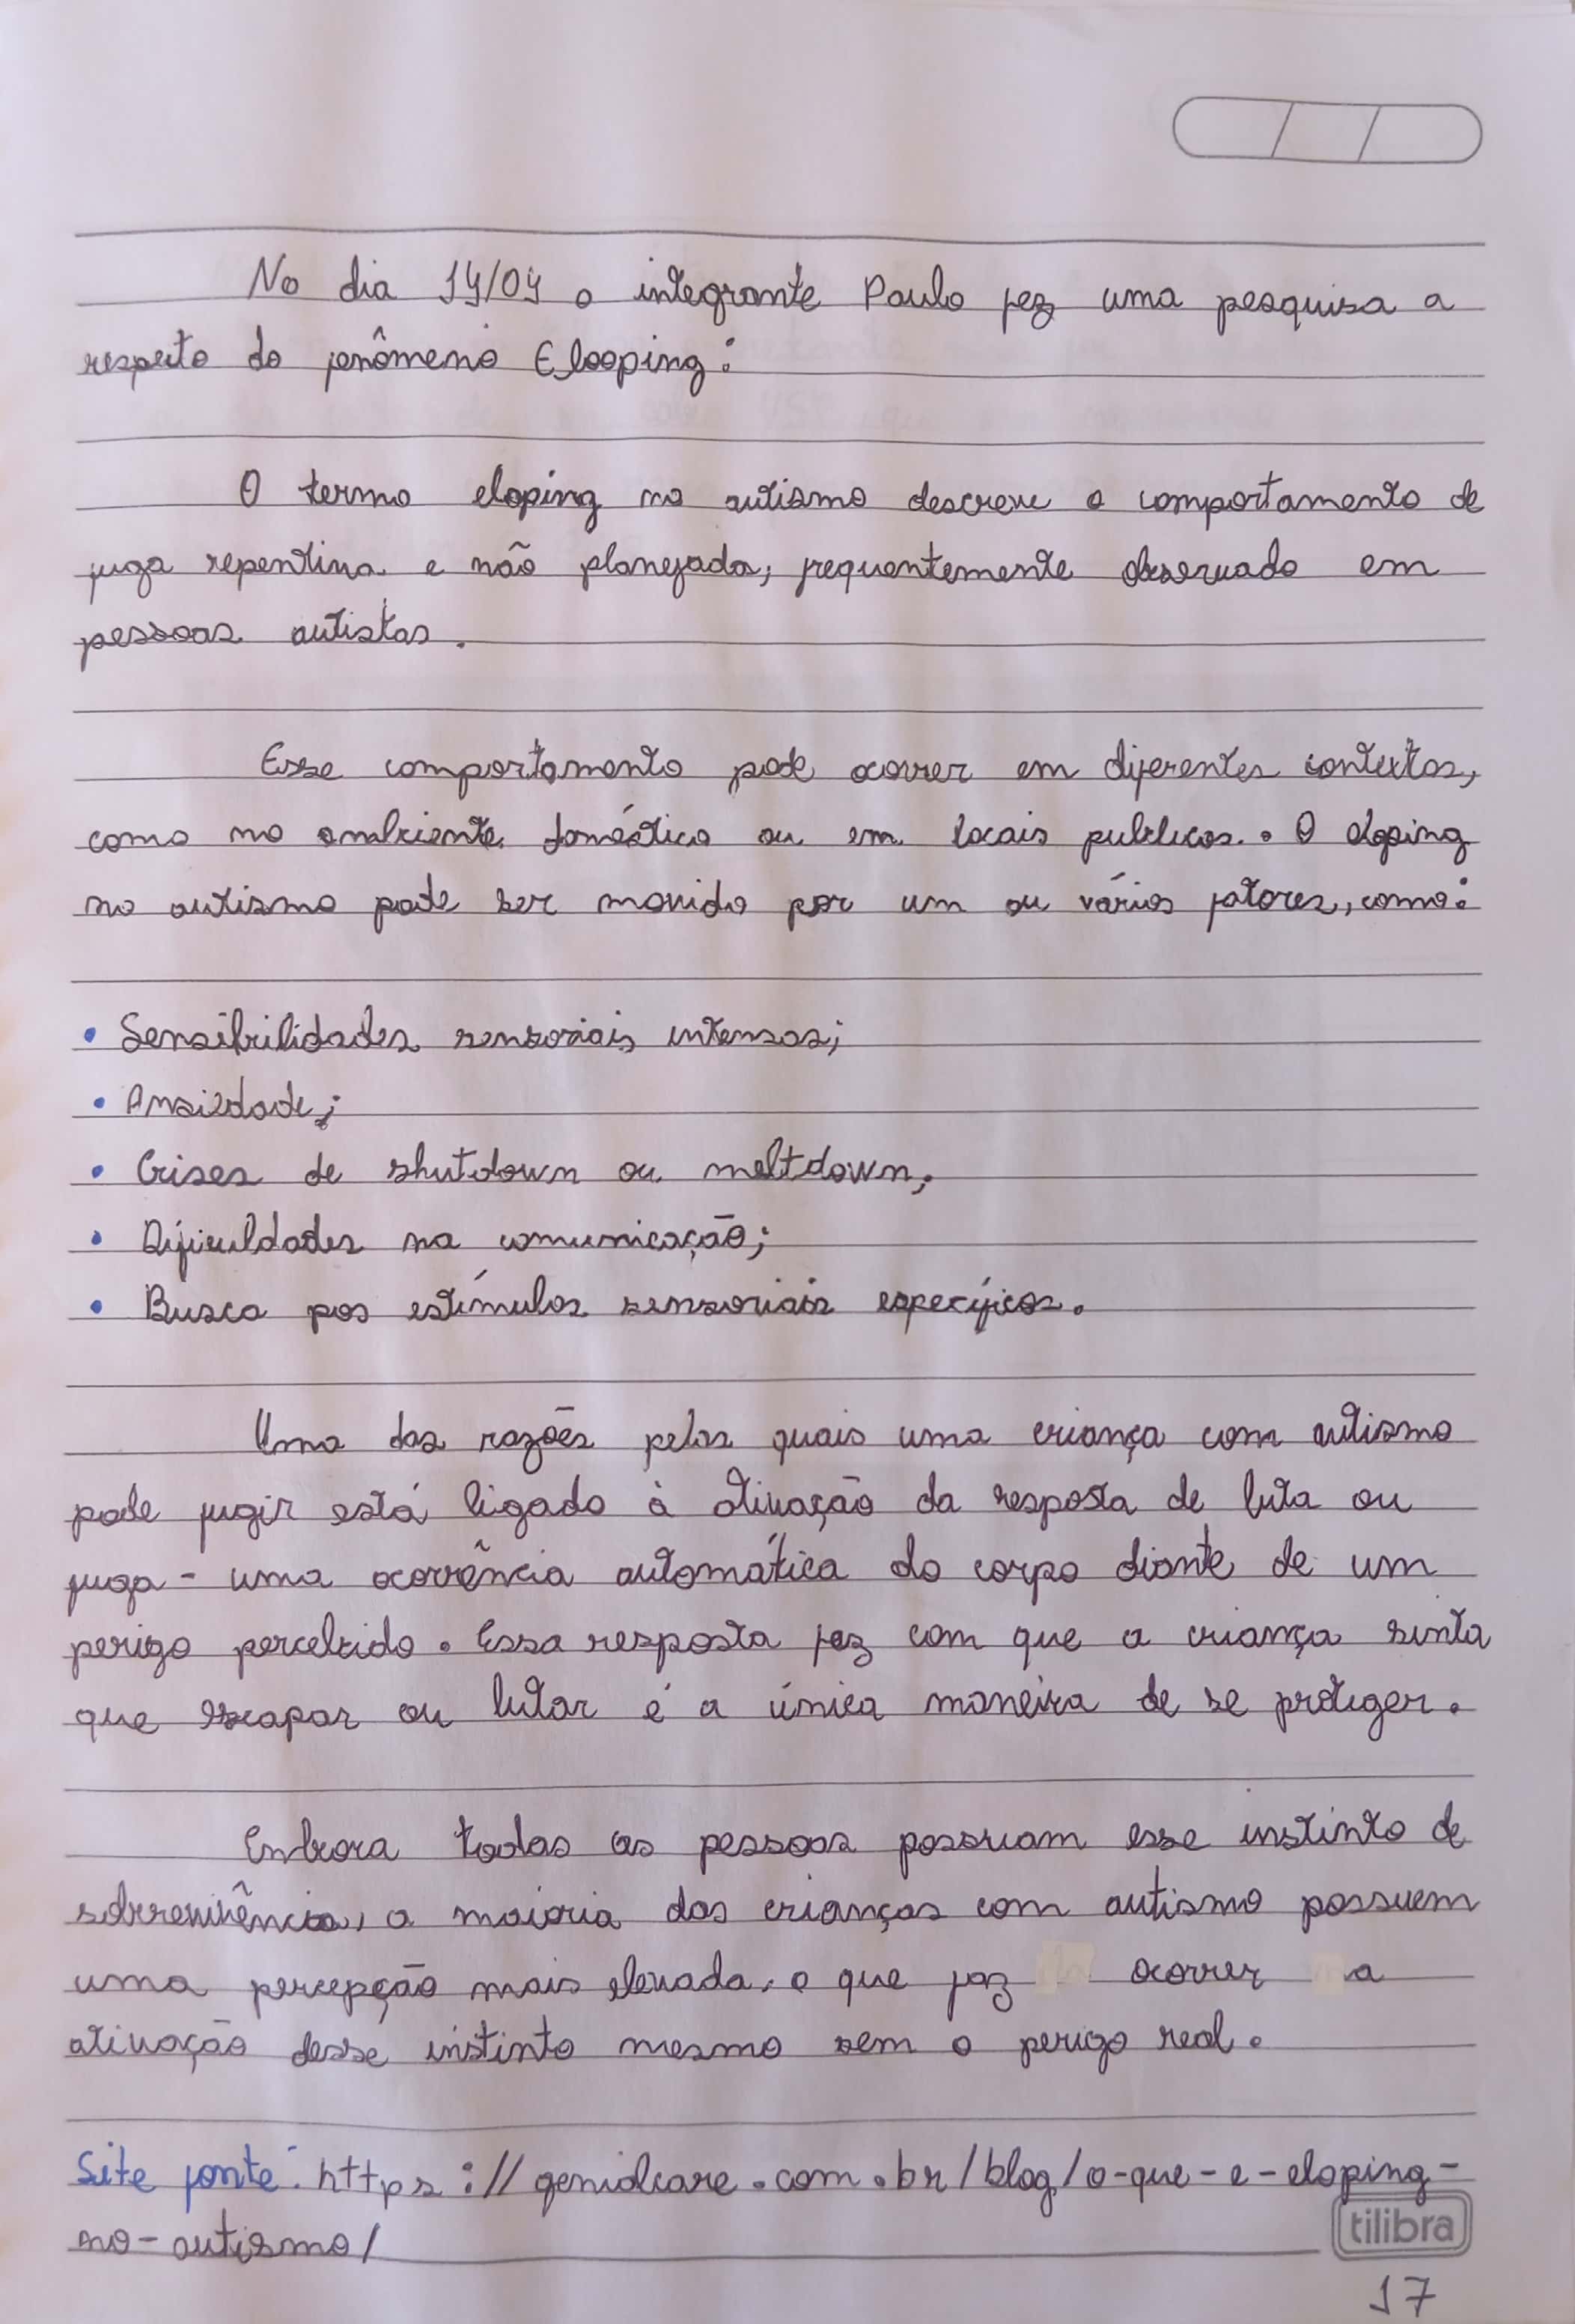 No dia 14/04 o integrante Paulo fez uma pesquisa a
respeito do fenômeno Elooping:
O termo eloping no autismo descreve o comportamento de
fuga repentina e não planejada, frequentemente observado em
pessoas autistas.
Esse comportamento pode ocorrer em diferentes contextos,
como no ambiente doméstico ou em locais publicos. O eloping
no autismo pode ser movido por um ou vários fatores, como:
• Sensibilidades sensoriais intensas;
• Ansiedade;
• Crises de shutdown ou meltdown;
• Dificuldades na comunicação;
• Busca pos estímulos sensoriais específicos.
Uma das razões pelas quais uma criança com autismo
pode fugir está ligado à ativação da resposta de luta ou
fuga - uma ocorrência automática do corpo diante de um
perigo percebido. Essa resposta fez com que a criança sinta
que escapar ou lutar é a única maneira de se proteger.
Embora todas as pessoas possuam esse instinto de
sobrevivência, a maioria das crianças com autismo possuem
uma percepção mais elevada, o que faz ocorrer a
ativação desse instinto mesmo sem o perigo real.
Site fonte: https://genialcare.com.br/blog/o-que-e-eloping-
no-autismo/
tilibra
17